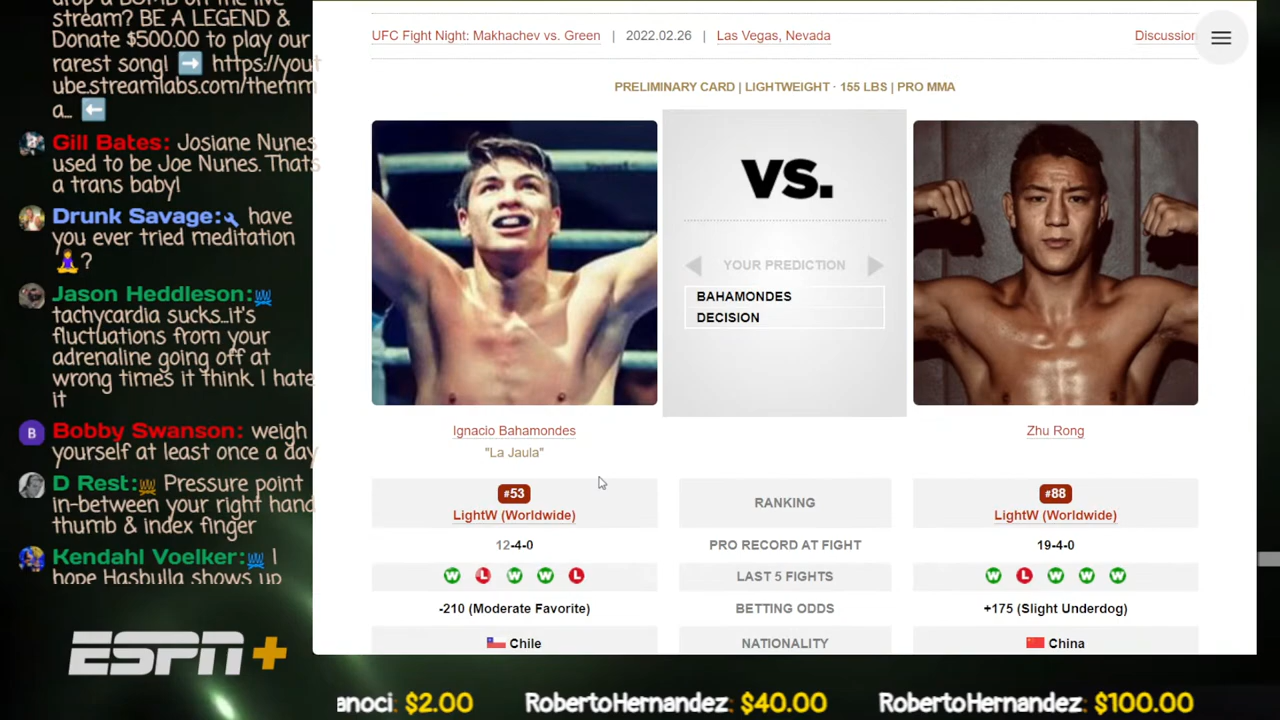 drop a BOMB on the live
stream? BE A LEGEND &
Donate $500.00 to play our
rarest song! ➡️ https://yout
ube.streamlabs.com/themm
a... ⬅️
Gill Bates: Josiane Nunes
used to be Joe Nunes. Thats
a trans baby!
Drunk Savage: have
you ever tried meditation
🧘‍♀️?
Jason Heddleson:
tachycardia sucks..it's
fluctuations from your
adrenaline going off at
wrong times it think. I hate
it
B Bobby Swanson: weigh
yourself at least once a day
D Rest: Pressure point
in-between your right hand
thumb & index finger
Kendahl Voelker: I
hope Hasbulla shows up
ESPN+
UFC Fight Night: Makhachev vs. Green | 2022.02.26 | Las Vegas, Nevada Discussion
PRELIMINARY CARD | LIGHTWEIGHT · 155 LBS | PRO MMA
VS.
YOUR PREDICTION
BAHAMONDES
DECISION
Ignacio Bahamondes Zhu Rong
"La Jaula"
#53 RANKING #88
LightW (Worldwide) LightW (Worldwide)
12-4-0 PRO RECORD AT FIGHT 19-4-0
W L W W L LAST 5 FIGHTS W L W W W
-210 (Moderate Favorite) BETTING ODDS +175 (Slight Underdog)
Chile NATIONALITY China
anoci: $2.00 RobertoHernandez: $40.00 RobertoHernandez: $100.00